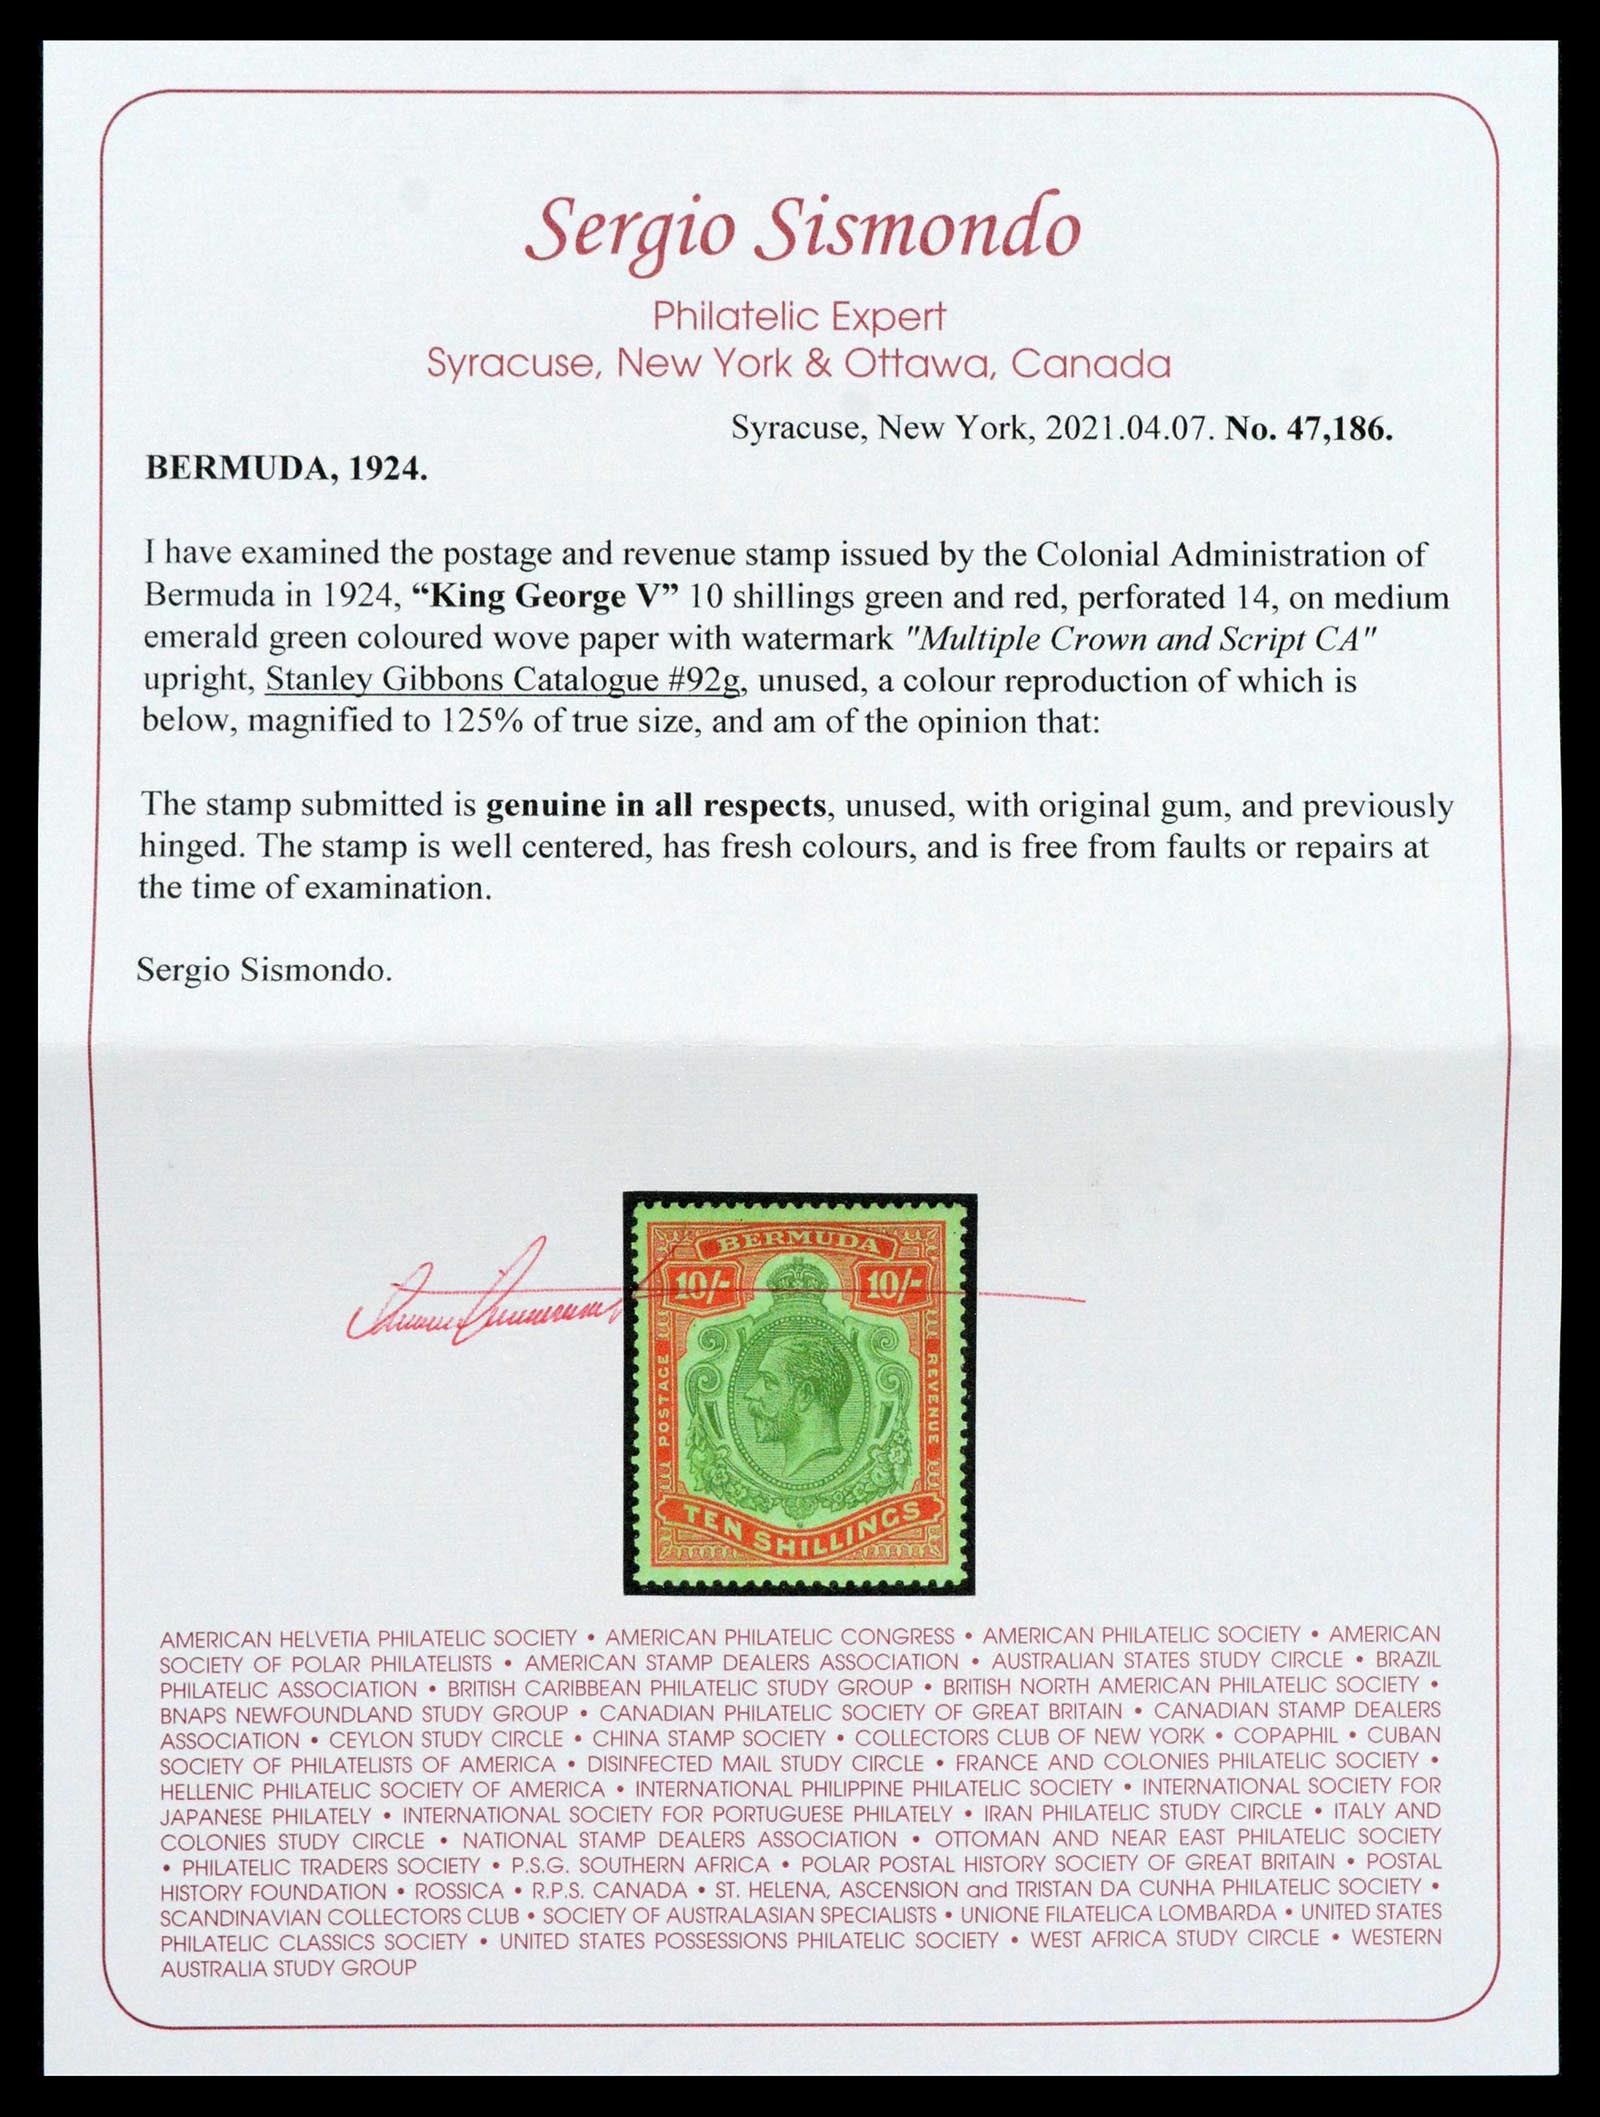 Sergio Sismondo
Philatelic Expert
Syracuse, New York & Ottawa, Canada
Syracuse, New York, 2021.04.07. No. 47,186.
BERMUDA, 1924.
I have examined the postage and revenue stamp issued by the Colonial Administration of
Bermuda in 1924, “King George V” 10 shillings green and red, perforated 14, on medium
emerald green coloured wove paper with watermark "Multiple Crown and Script CA"
upright, Stanley Gibbons Catalogue #92g, unused, a colour reproduction of which is
below, magnified to 125% of true size, and am of the opinion that:
The stamp submitted is genuine in all respects, unused, with original gum, and previously
hinged. The stamp is well centered, has fresh colours, and is free from faults or repairs at
the time of examination.
Sergio Sismondo.
BERMUDA
10/- 10/-
POSTAGE
REVENUE
TEN SHILLINGS
AMERICAN HELVETIA PHILATELIC SOCIETY • AMERICAN PHILATELIC CONGRESS • AMERICAN PHILATELIC SOCIETY • AMERICAN
SOCIETY OF POLAR PHILATELISTS • AMERICAN STAMP DEALERS ASSOCIATION • AUSTRALIAN STATES STUDY CIRCLE • BRAZIL
PHILATELIC ASSOCIATION • BRITISH CARIBBEAN PHILATELIC STUDY GROUP • BRITISH NORTH AMERICAN PHILATELIC SOCIETY •
BNAPS NEWFOUNDLAND STUDY GROUP • CANADIAN PHILATELIC SOCIETY OF GREAT BRITAIN • CANADIAN STAMP DEALERS
ASSOCIATION • CEYLON STUDY CIRCLE • CHINA STAMP SOCIETY • COLLECTORS CLUB OF NEW YORK • COPAPHIL • CUBAN
SOCIETY OF PHILATELISTS OF AMERICA • DISINFECTED MAIL STUDY CIRCLE • FRANCE AND COLONIES PHILATELIC SOCIETY •
HELLENIC PHILATELIC SOCIETY OF AMERICA • INTERNATIONAL PHILIPPINE PHILATELIC SOCIETY • INTERNATIONAL SOCIETY FOR
JAPANESE PHILATELY • INTERNATIONAL SOCIETY FOR PORTUGUESE PHILATELY • IRAN PHILATELIC STUDY CIRCLE • ITALY AND
COLONIES STUDY CIRCLE • NATIONAL STAMP DEALERS ASSOCIATION • OTTOMAN AND NEAR EAST PHILATELIC SOCIETY
• PHILATELIC TRADERS SOCIETY • P.S.G. SOUTHERN AFRICA • POLAR POSTAL HISTORY SOCIETY OF GREAT BRITAIN • POSTAL
HISTORY FOUNDATION • ROSSICA • R.P.S. CANADA • ST. HELENA, ASCENSION and TRISTAN DA CUNHA PHILATELIC SOCIETY •
SCANDINAVIAN COLLECTORS CLUB • SOCIETY OF AUSTRALASIAN SPECIALISTS • UNIONE FILATELICA LOMBARDA • UNITED STATES
PHILATELIC CLASSICS SOCIETY • UNITED STATES POSSESSIONS PHILATELIC SOCIETY • WEST AFRICA STUDY CIRCLE • WESTERN
AUSTRALIA STUDY GROUP